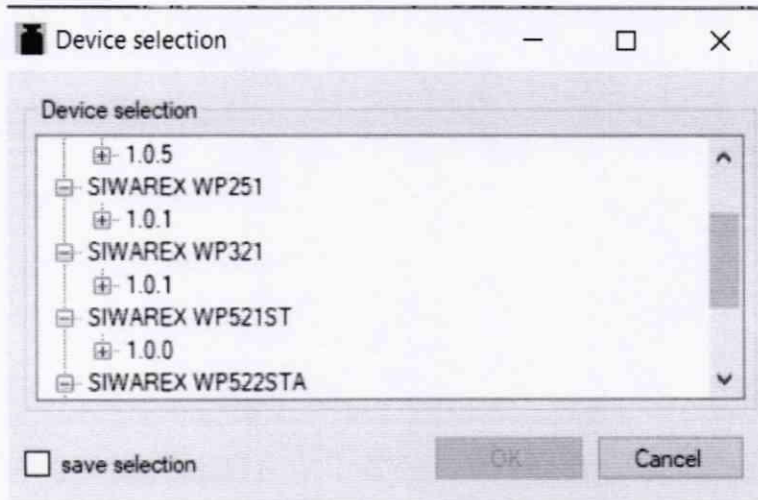 Device selection
Device selection
1.0.5
SIWAREX WP251
1.0.1
SIWAREX WP321
1.0.1
SIWAREX WP521ST
1.0.0
SIWAREX WP522STA
save selection
OK
Cancel